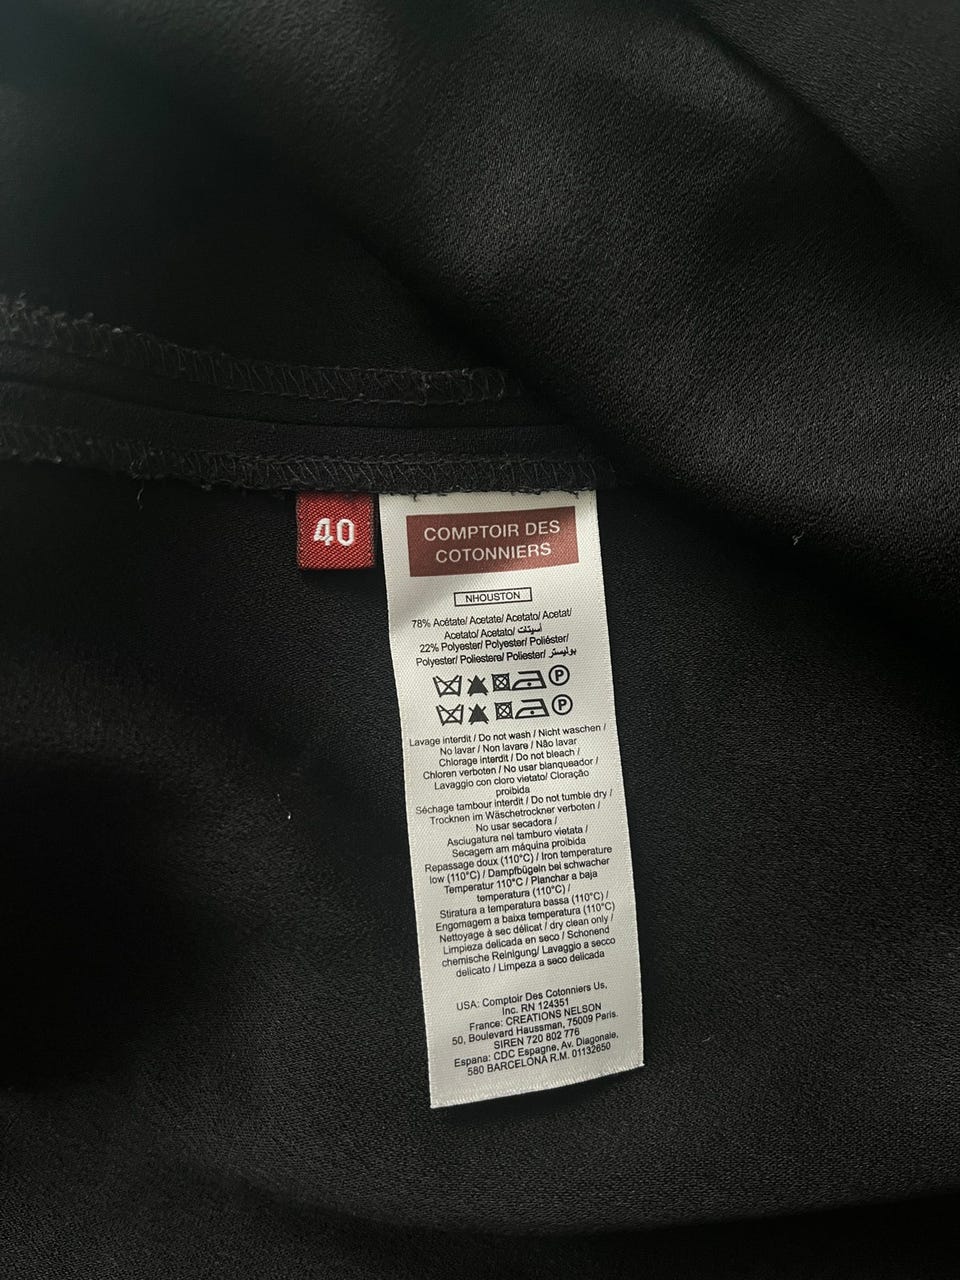 40
COMPTOIR DES
COTONNIERS
NHOUSTON
78% Acétate/ Acetate/ Acetato/ Acetat/
Acetato/ Acetato/ أسيتات
22% Polyester/ Polyester/ Poliéster/
Polyester/ Poliestere/ Poliester/ بوليستر
P
P
Lavage interdit / Do not wash / Nicht waschen /
No lavar / Non lavare / Não lavar
Chlorage interdit / Do not bleach /
Chloren verboten / No usar blanqueador /
Lavaggio con cloro vietato/ Cloração
proibida
Séchage tambour interdit / Do not tumble dry /
Trocknen im Wäschetrockner verboten /
No usar secadora /
Asciugatura nel tamburo vietata /
Secagem am máquina proibida
Repassage doux (110°C) / Iron temperature
low (110°C) / Dampfbügeln bei schwacher
Temperatur 110°C / Planchar a baja
temperatura (110°C) /
Stiratura a temperatura bassa (110°C) /
Engomagem a baixa temperatura (110°C)
Nettoyage à sec délicat / dry clean only /
Limpieza delicada en seco / Schonend
chemische Reinigung/ Lavaggio a secco
delicato / Limpeza a seco delicada
USA: Comptoir Des Cotonniers Us,
Inc. RN 124351
France: CREATIONS NELSON
50, Boulevard Haussman, 75009 Paris.
SIREN 720 802 776
Espana: CDC Espagne, Av. Diagonale,
580 BARCELONA R.M. 01132650